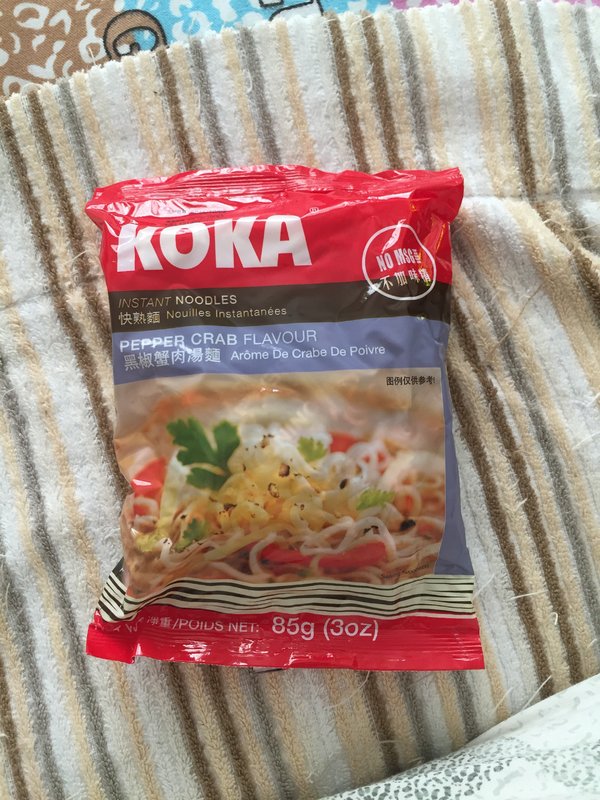 KOKA
NO MSG
不加味精
INSTANT NOODLES
快熟麵 Nouilles Instantanées
PEPPER CRAB FLAVOUR
黑椒蟹肉湯麵 Arôme De Crabe De Poivre
图例仅供参考
淨重/POIDS NET: 85g (3oz)